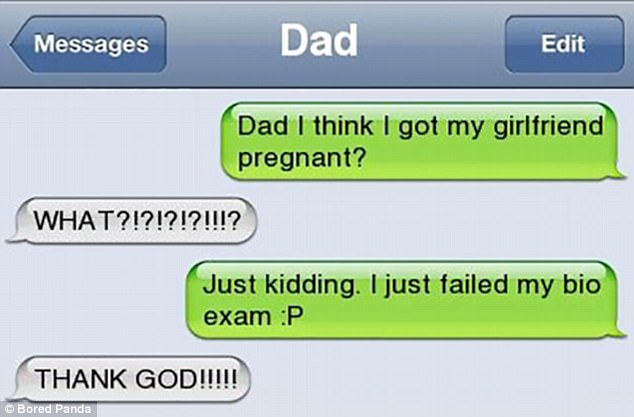 Messages
Dad
Edit
Dad I think I got my girlfriend
pregnant?
WHAT?!?!?!?!!!?
Just kidding. I just failed my bio
exam :P
THANK GOD!!!!!
© Bored Panda